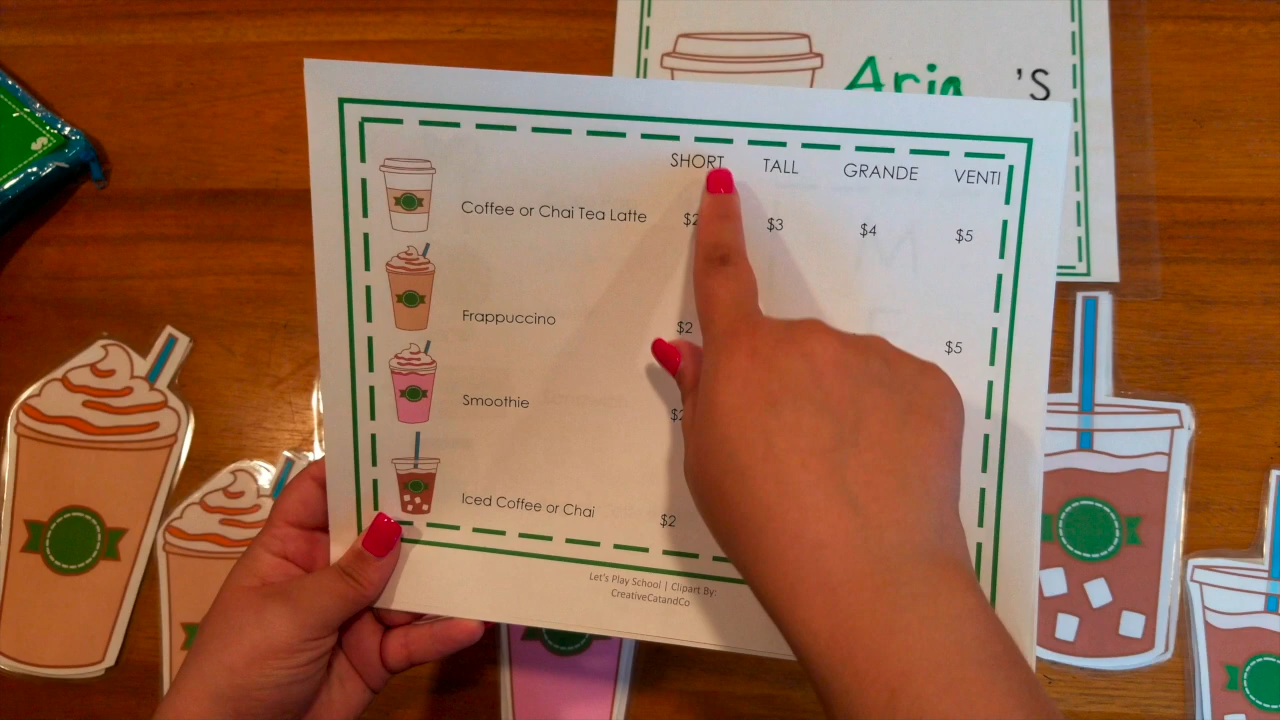 Aria 'S
SHORT TALL GRANDE VENTI
Coffee or Chai Tea Latte $2 $3 $4 $5
Frappuccino $2 $5
Smoothie $2
Iced Coffee or Chai $2
Let's Play School | Clipart By:
CreativeCatandCo